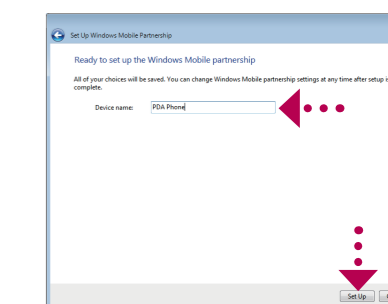 Set Up Windows Mobile Partnership
Ready to set up the Windows Mobile partnership
All of your choices will be saved. You can change Windows Mobile partnership settings at any time after setup is
complete.
Device name: PDA Phone
Set Up